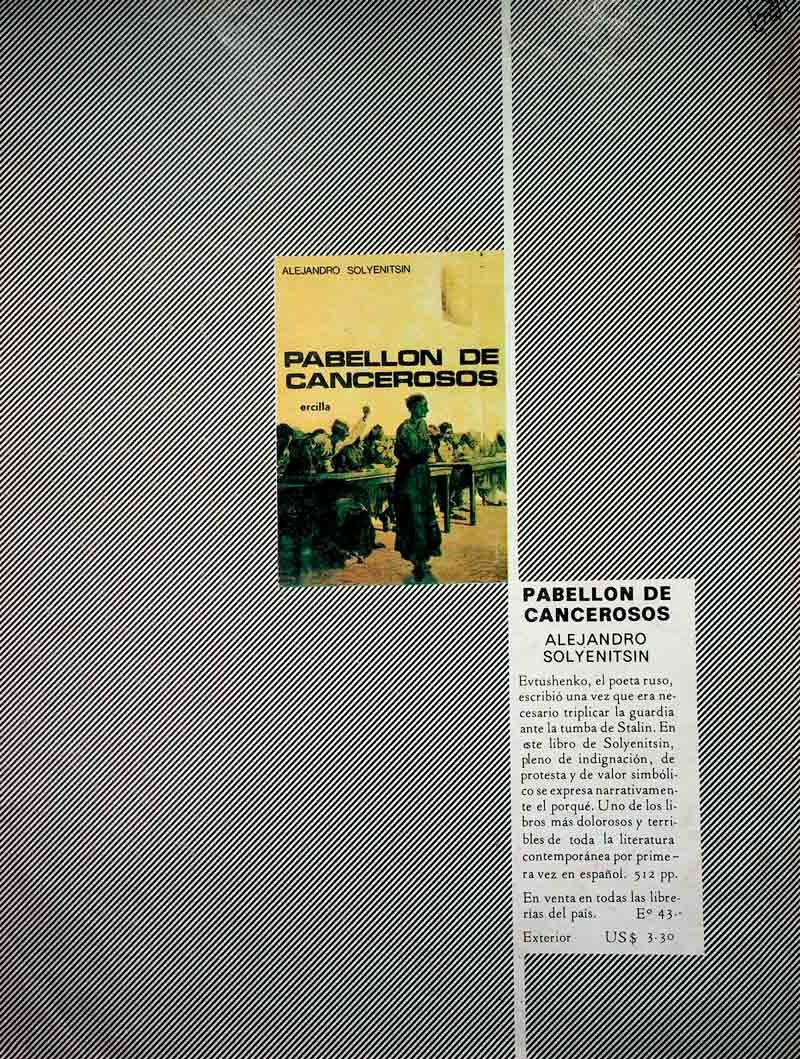 ALEJANDRO SOLYENITSIN
PABELLON DE
CANCEROSOS
ercilla
PABELLON DE
CANCEROSOS
ALEJANDRO
SOLYENITSIN
Evtushenko, el poeta ruso,
escribió una vez que era ne-
cesario triplicar la guardia
ante la tumba de Stalin. En
este libro de Solyenitsin,
pleno de indignación, de
protesta y de valor simbóli-
co se expresa narrativamen-
te el porqué. Uno de los li-
bros más dolorosos y terri-
bles de toda la literatura
contemporánea por prime-
ra vez en español. 512 pp.
En venta en todas las libre-
rías del país. Eº 43.-
Exterior US$ 3.30